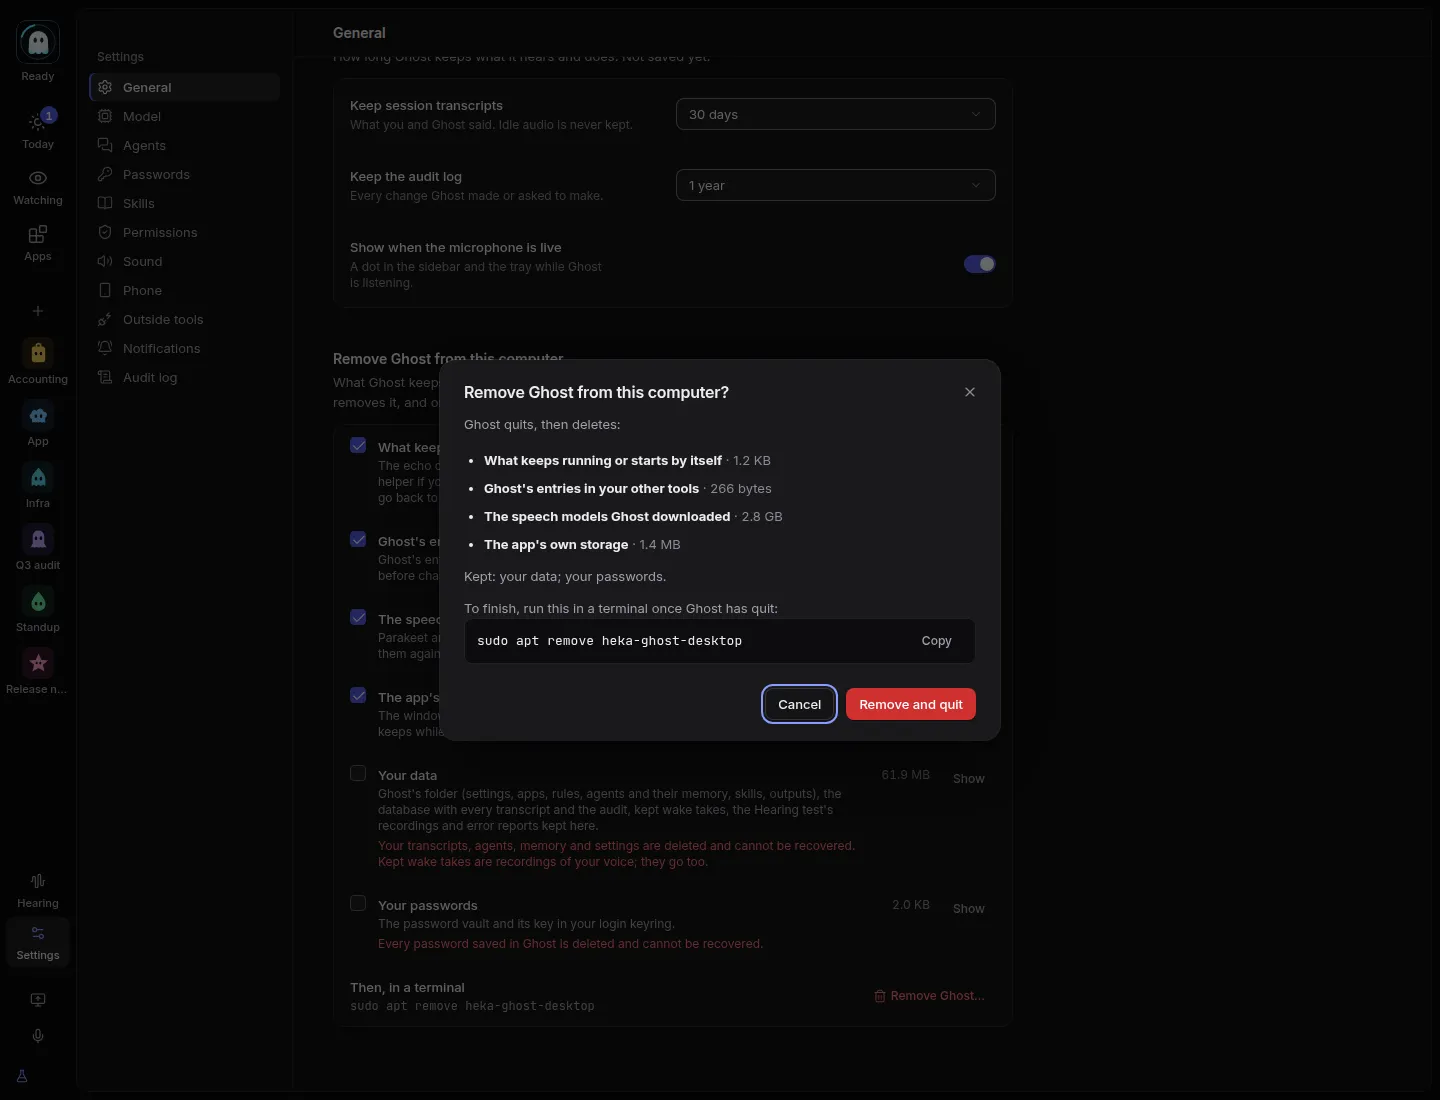 Ready
1
Today
Watching
Apps
Accounting
App
Infra
Q3 audit
Standup
Release n...
Hearing
Settings
Settings
General
Model
Agents
Passwords
Skills
Permissions
Sound
Phone
Outside tools
Notifications
Audit log
General
How long Ghost keeps what it hears and does. Not saved yet.
Keep session transcripts
What you and Ghost said. Idle audio is never kept.
30 days
Keep the audit log
Every change Ghost made or asked to make.
1 year
Show when the microphone is live
A dot in the sidebar and the tray while Ghost
is listening.
Remove Ghost from this computer
What Ghost keeps
removes it, and
What keep
The echo
helper if
go back to
Ghost's
Ghost's
before
The
Parakeet
them again
The app's
The window
keeps while
Remove Ghost from this computer?
Ghost quits, then deletes:
• What keeps running or starts by itself · 1.2 KB
• Ghost's entries in your other tools · 266 bytes
• The speech models Ghost downloaded · 2.8 GB
• The app's own storage · 1.4 MB
Kept: your data; your passwords.
To finish, run this in a terminal once Ghost has quit:
sudo apt remove heka-ghost-desktop
Copy
Cancel
Remove and quit
Your data
61.9 MB
Show
Ghost's folder (settings, apps, rules, agents and their memory, skills, outputs), the
database with every transcript and the audit, kept wake takes, the Hearing test's
recordings and error reports kept here.
Your transcripts, agents, memory and settings are deleted and cannot be recovered.
Kept wake takes are recordings of your voice; they go too.
Your passwords
2.0 KB
Show
The password vault and its key in your login keyring.
Every password saved in Ghost is deleted and cannot be recovered.
Then, in a terminal
sudo apt remove heka-ghost-desktop
Remove Ghost...